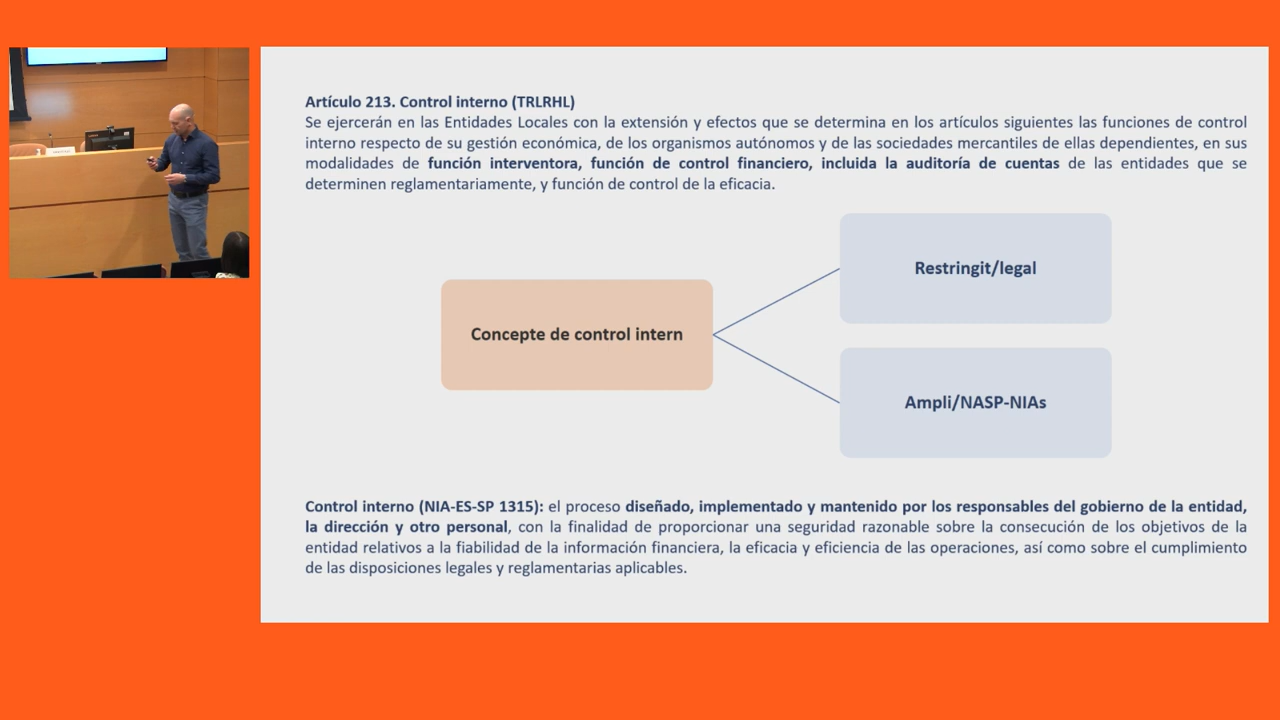 Artículo 213. Control interno (TRLRHL)
Se ejercerán en las Entidades Locales con la extensión y efectos que se determina en los artículos siguientes las funciones de control
interno respecto de su gestión económica, de los organismos autónomos y de las sociedades mercantiles de ellas dependientes, en sus
modalidades de función interventora, función de control financiero, incluida la auditoría de cuentas de las entidades que se
determinen reglamentariamente, y función de control de la eficacia.
Restringit/legal
Concepte de control intern
Ampli/NASP-NIAs
Control interno (NIA-ES-SP 1315): el proceso diseñado, implementado y mantenido por los responsables del gobierno de la entidad,
la dirección y otro personal, con la finalidad de proporcionar una seguridad razonable sobre la consecución de los objetivos de la
entidad relativos a la fiabilidad de la información financiera, la eficacia y eficiencia de las operaciones, así como sobre el cumplimiento
de las disposiciones legales y reglamentarias aplicables.